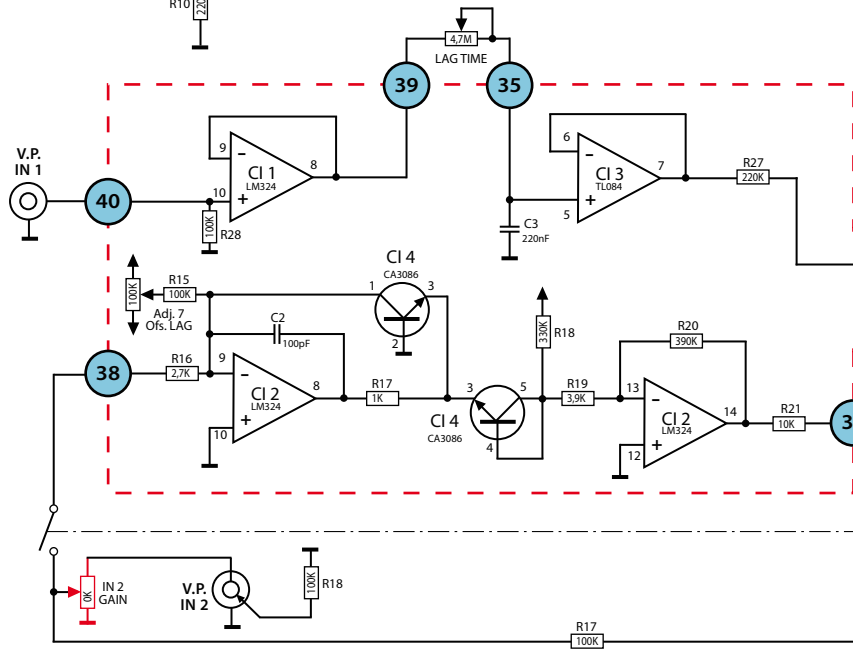 R10
220
4,7M
LAG TIME
39
35
V.P.
IN 1
40
9
8
CI 1
LM324
10
100K
R28
6
7
CI 3
TL084
5
R27
220K
C3
220nF
CI 4
CA3086
1
3
2
R15
100K
100K
Adj. 7
Ofs. LAG
C2
100pF
R18
330K
R20
390K
38
R16
2,7K
9
8
CI 2
LM324
10
R17
1K
3
5
CI 4
CA3086
4
R19
3,9K
13
14
CI 2
LM324
12
R21
10K
3
IN 2
GAIN
0K
V.P.
IN 2
100K
R18
R17
100K